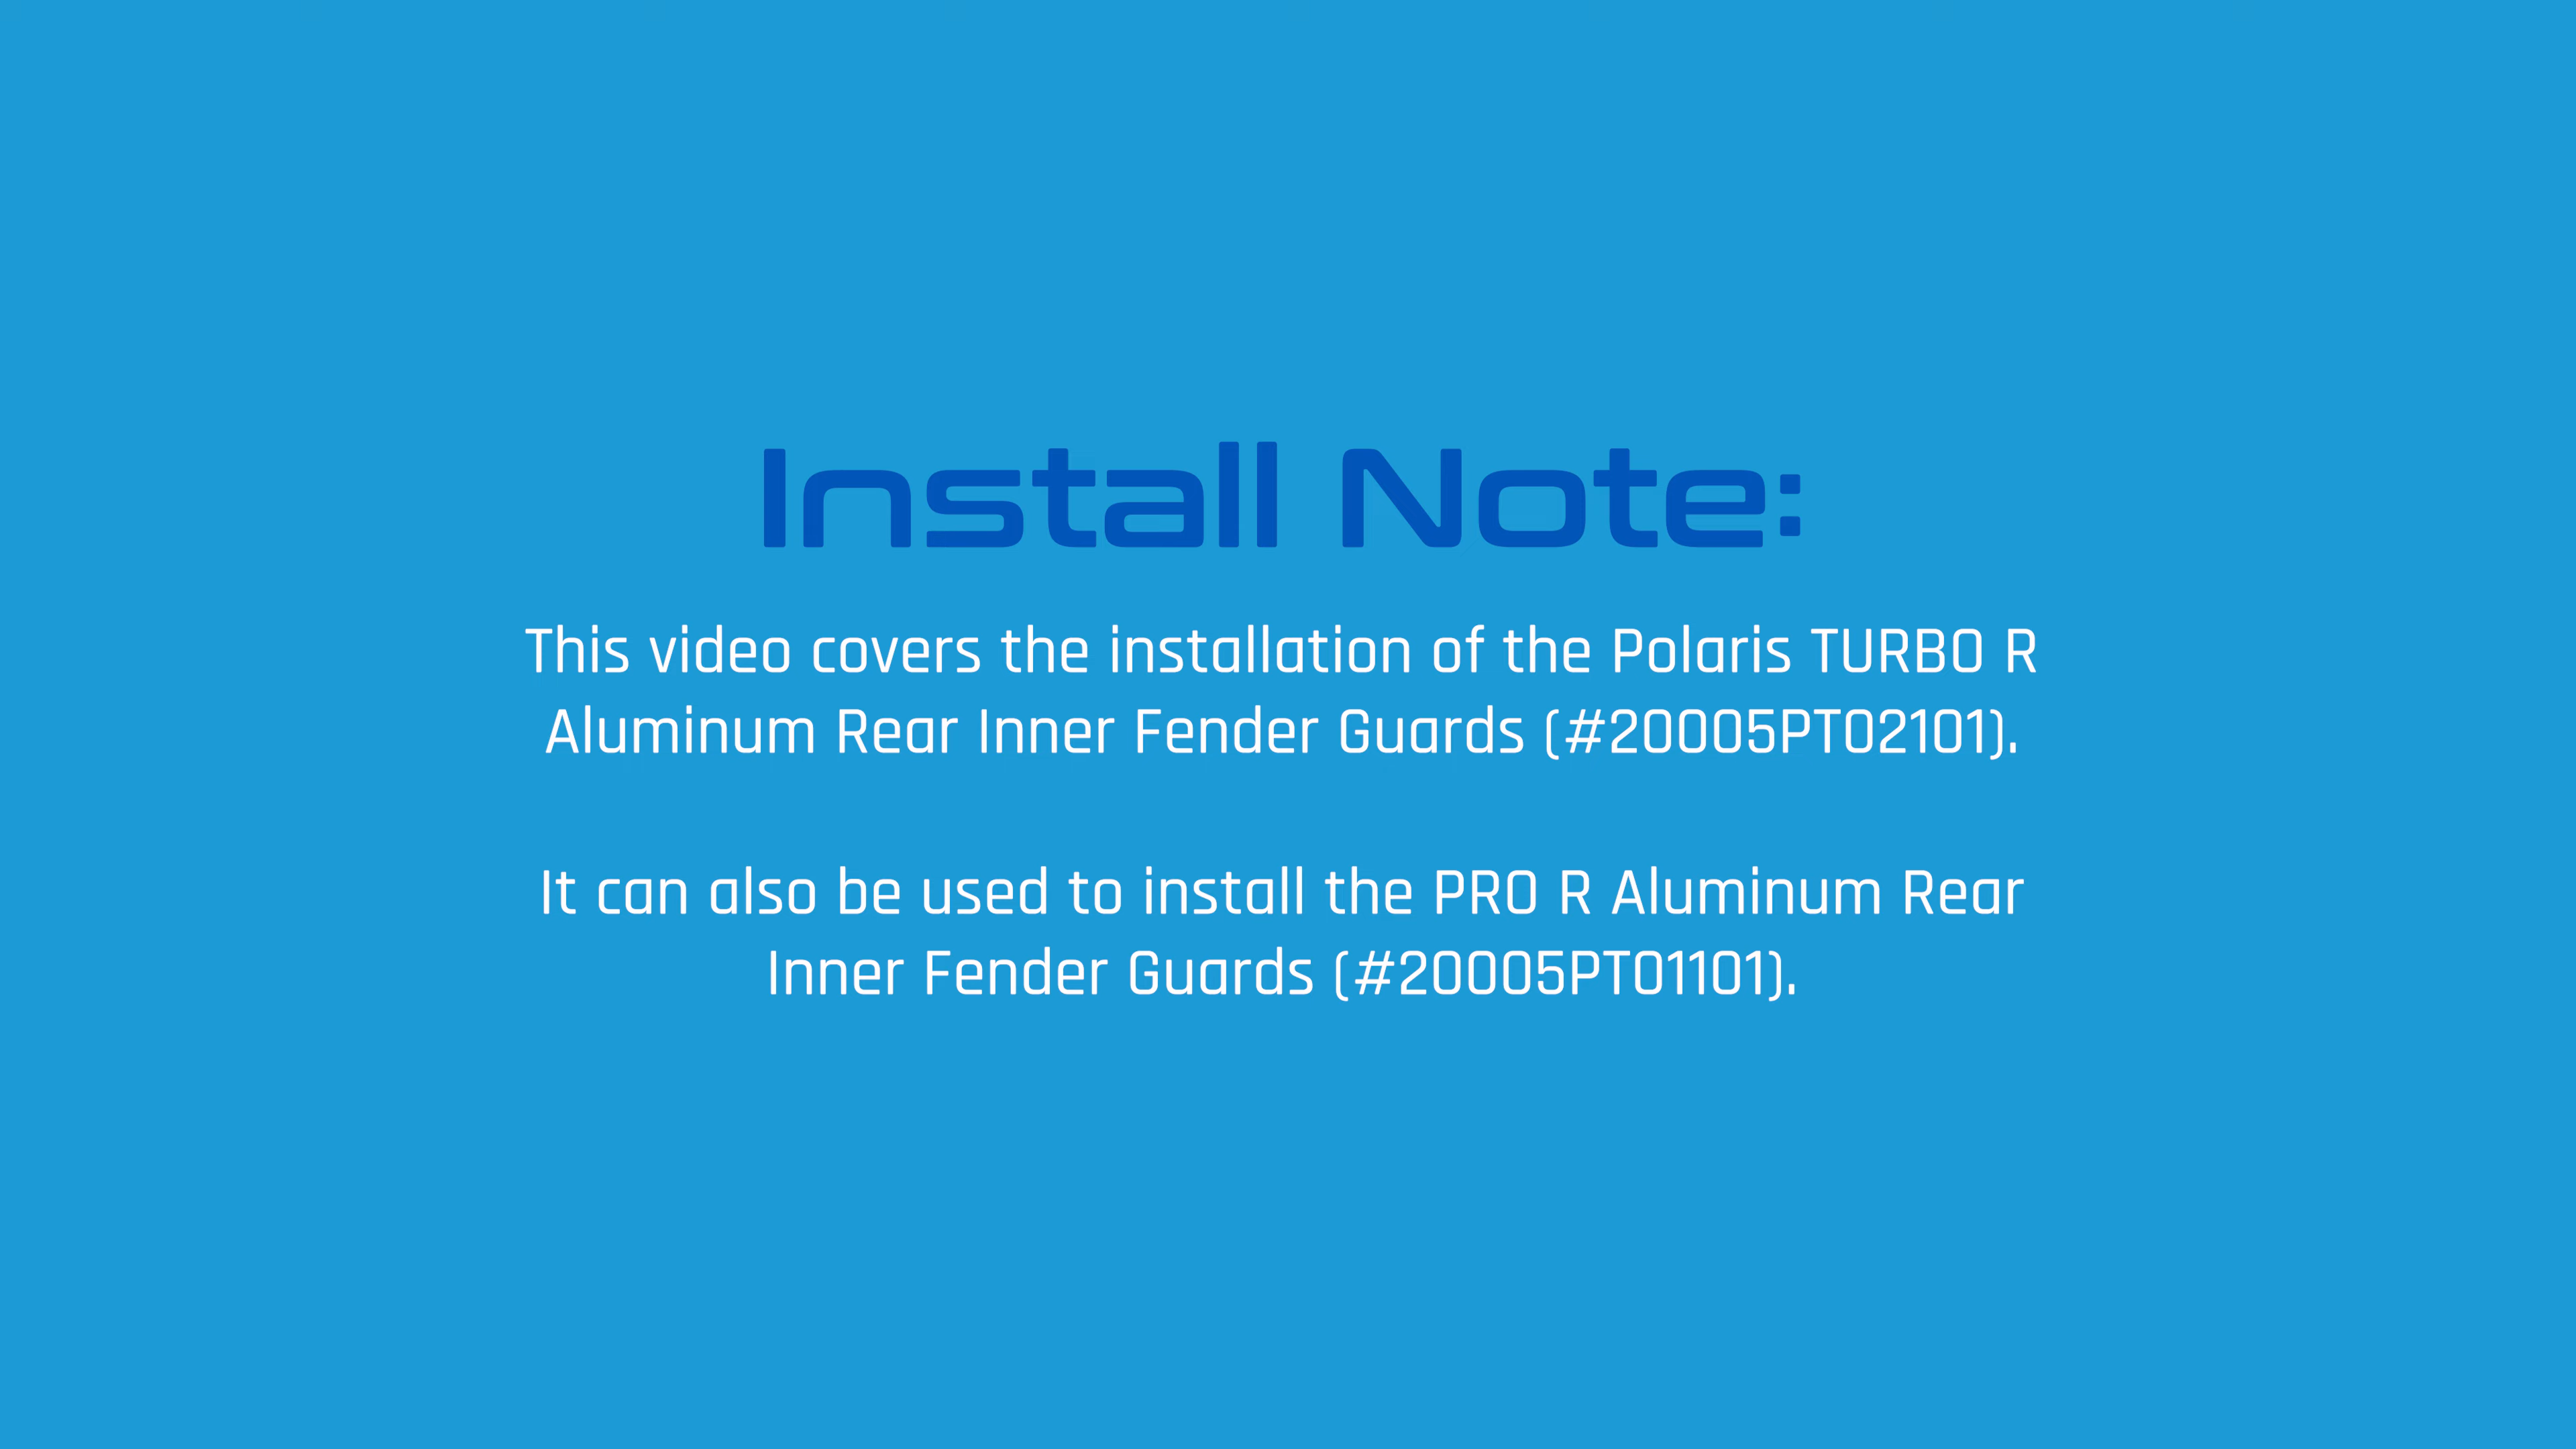 Install Note:
This video covers the installation of the Polaris TURBO R
Aluminum Rear Inner Fender Guards (#20005PT02101).
It can also be used to install the PRO R Aluminum Rear
Inner Fender Guards (#20005PT01101).